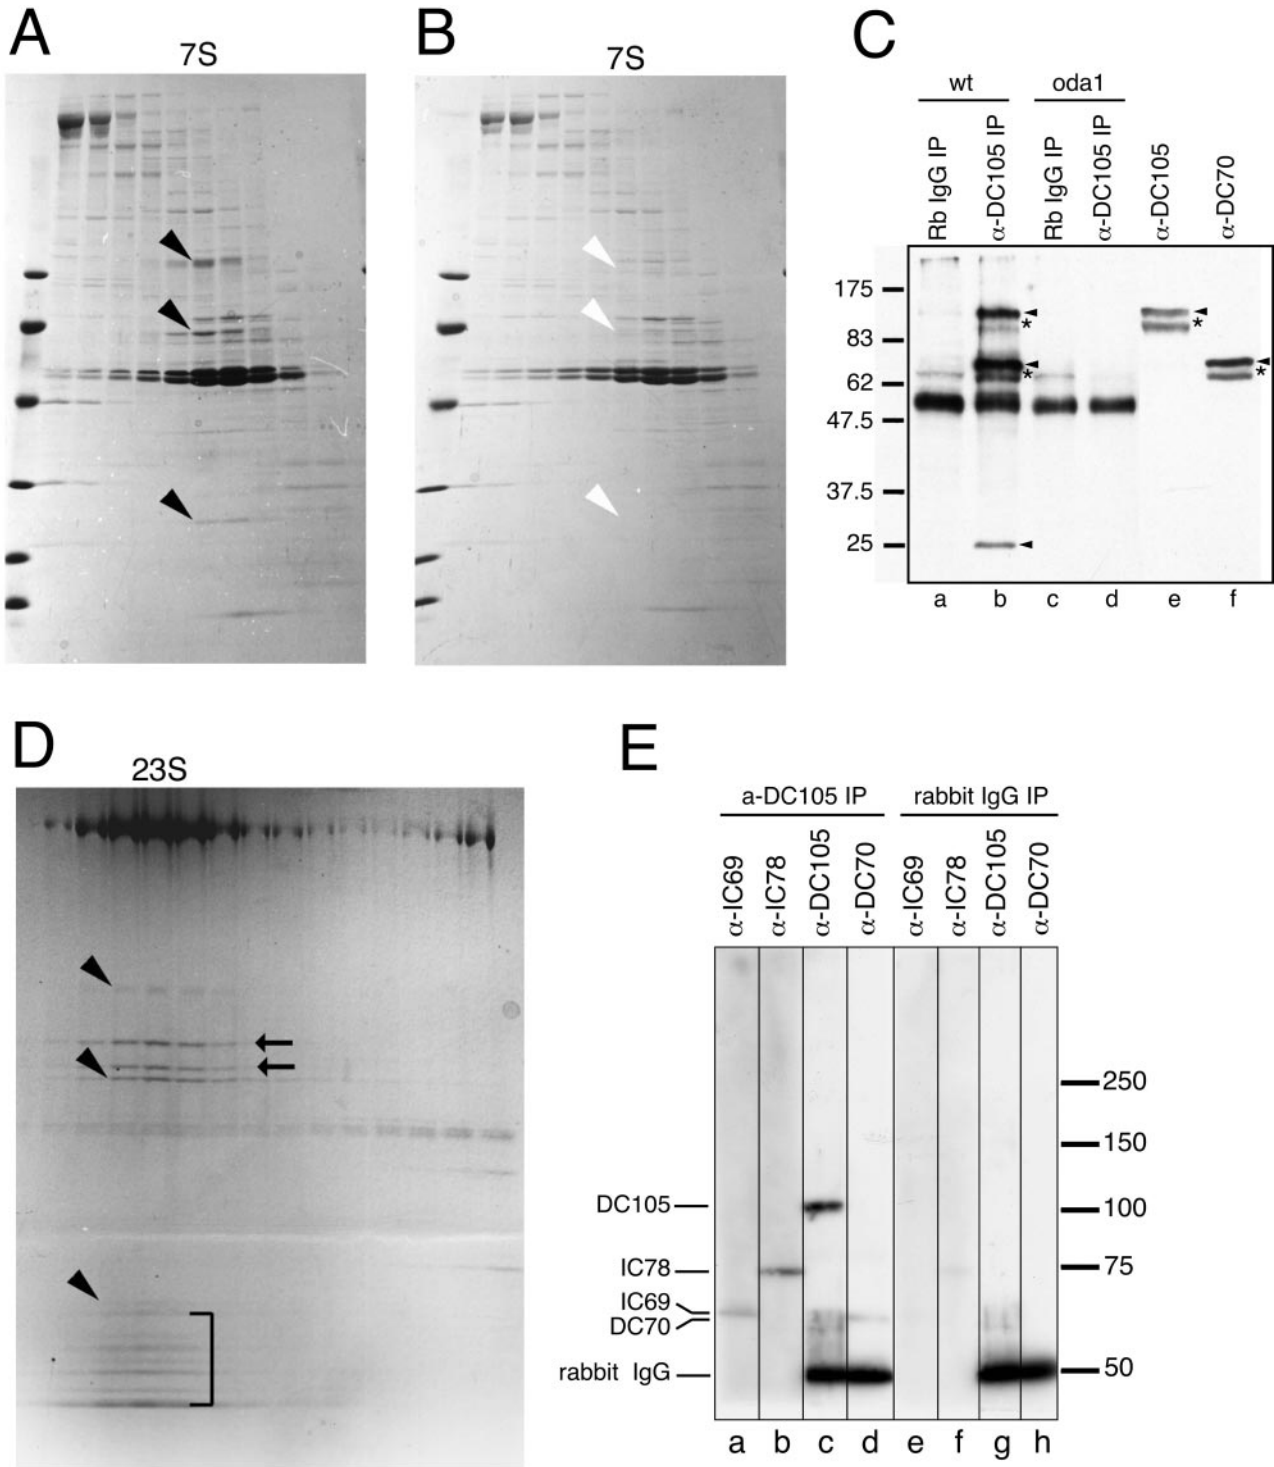 A
7S
B
7S
C
wt
oda1
Rb IgG IP
α-DC105 IP
Rb IgG IP
α-DC105 IP
α-DC105
α-DC70
175
83
62
47.5
37.5
25
*
*
*
*
a b c d e f
D
23S
E
a-DC105 IP
rabbit IgG IP
α-IC69
α-IC78
α-DC105
α-DC70
α-IC69
α-IC78
α-DC105
α-DC70
DC105
IC78
IC69
DC70
rabbit IgG
250
150
100
75
50
a b c d e f g h